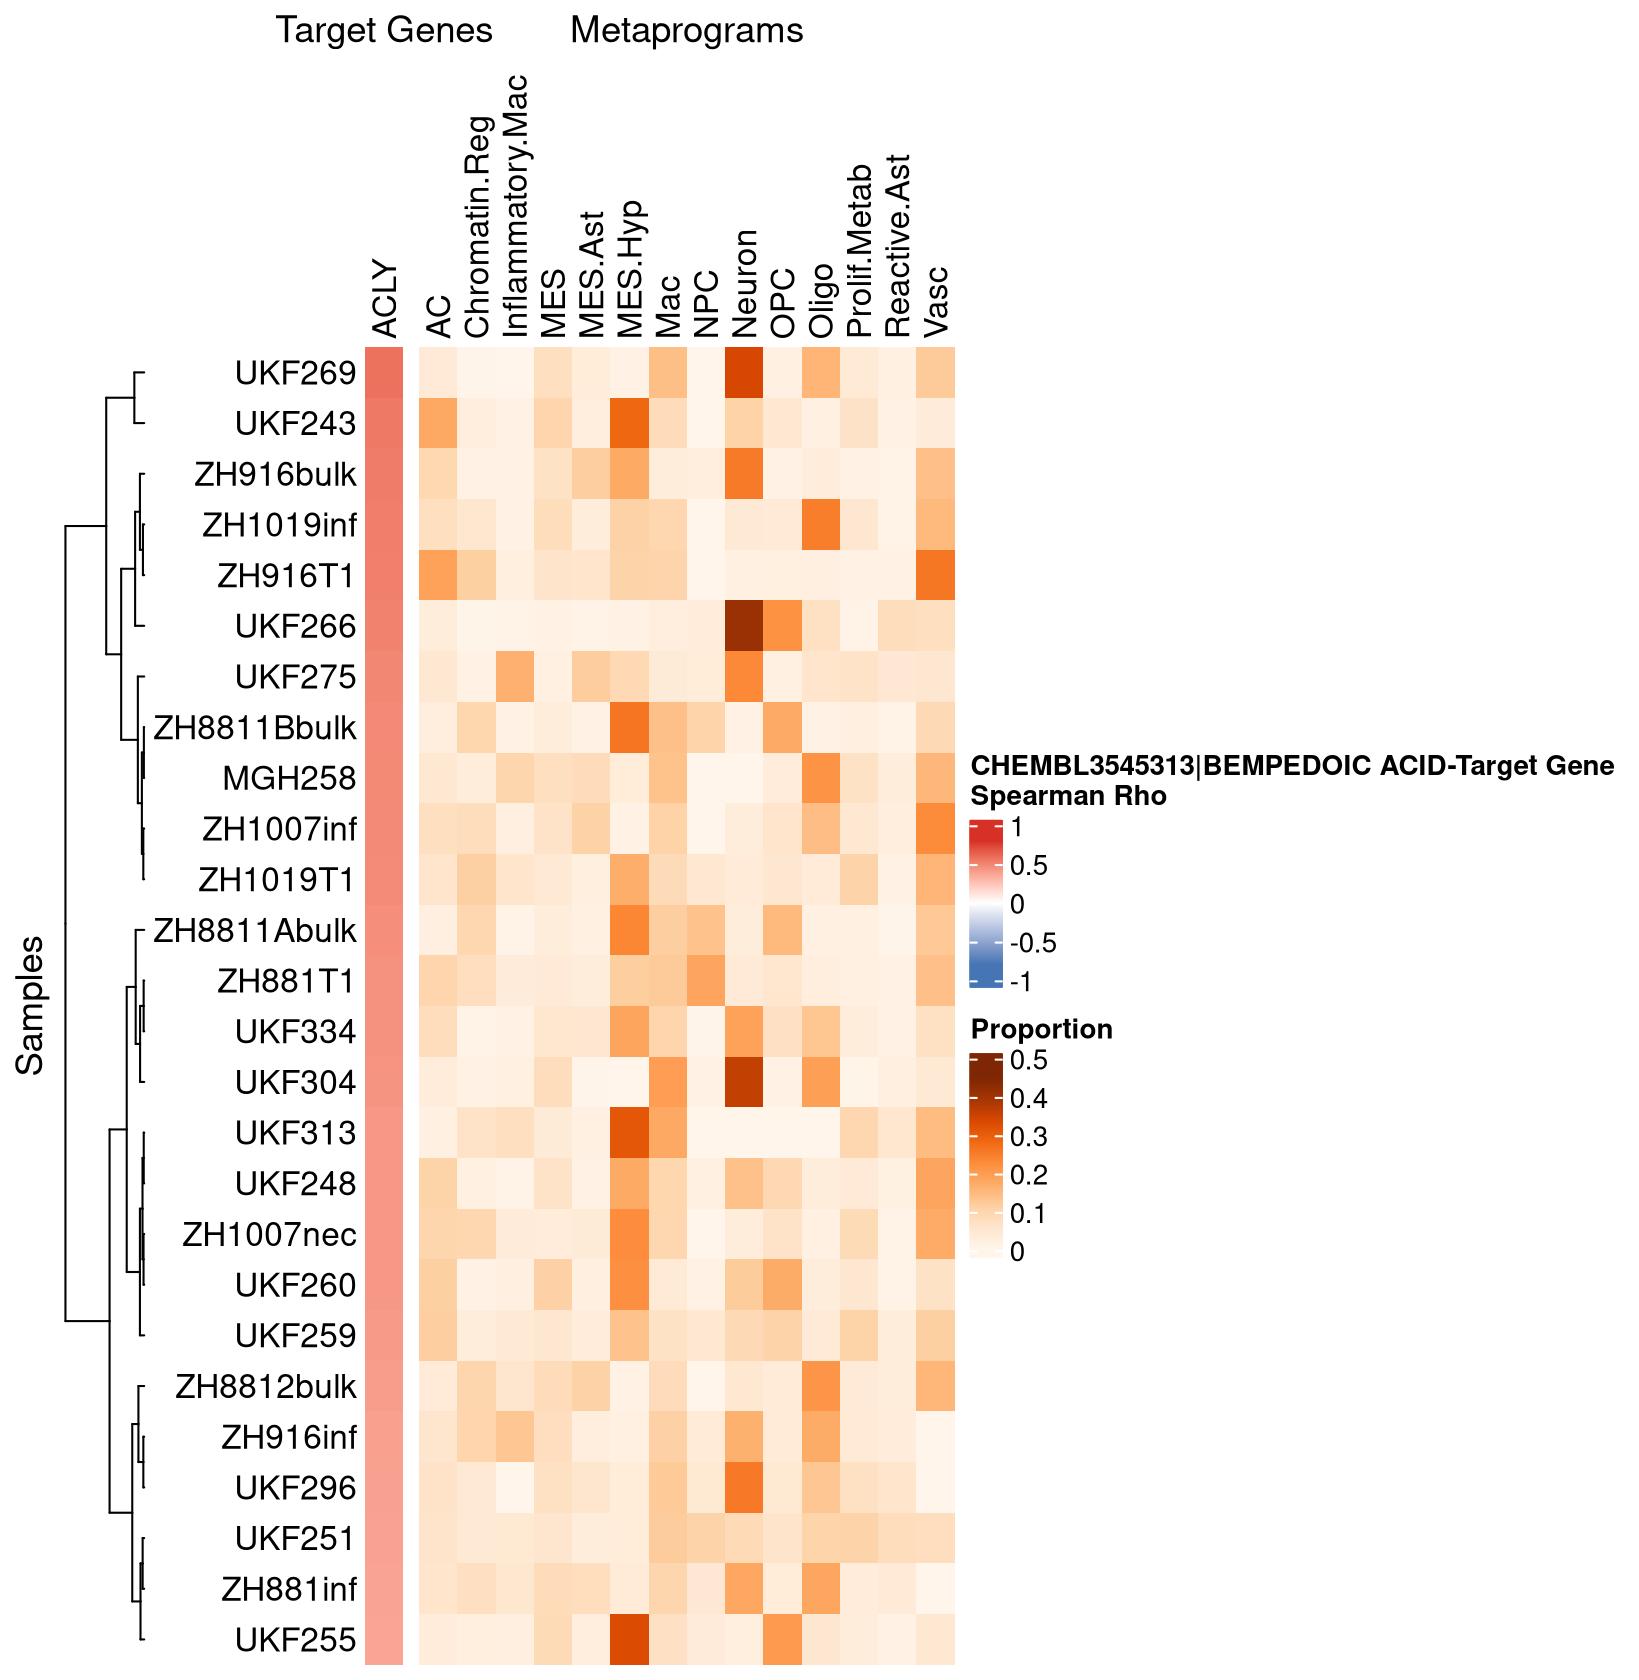 Target Genes
Metaprograms
ACLY
AC
Chromatin.Reg
Inflammatory.Mac
MES
MES.Ast
MES.Hyp
Mac
NPC
Neuron
OPC
Oligo
Prolif.Metab
Reactive.Ast
Vasc
Samples
UKF269
UKF243
ZH916bulk
ZH1019inf
ZH916T1
UKF266
UKF275
ZH8811Bbulk
MGH258
ZH1007inf
ZH1019T1
ZH8811Abulk
ZH881T1
UKF334
UKF304
UKF313
UKF248
ZH1007nec
UKF260
UKF259
ZH8812bulk
ZH916inf
UKF296
UKF251
ZH881inf
UKF255
CHEMBL3545313|BEMPEDOIC ACID-Target Gene
Spearman Rho
1
0.5
0
-0.5
-1
Proportion
0.5
0.4
0.3
0.2
0.1
0